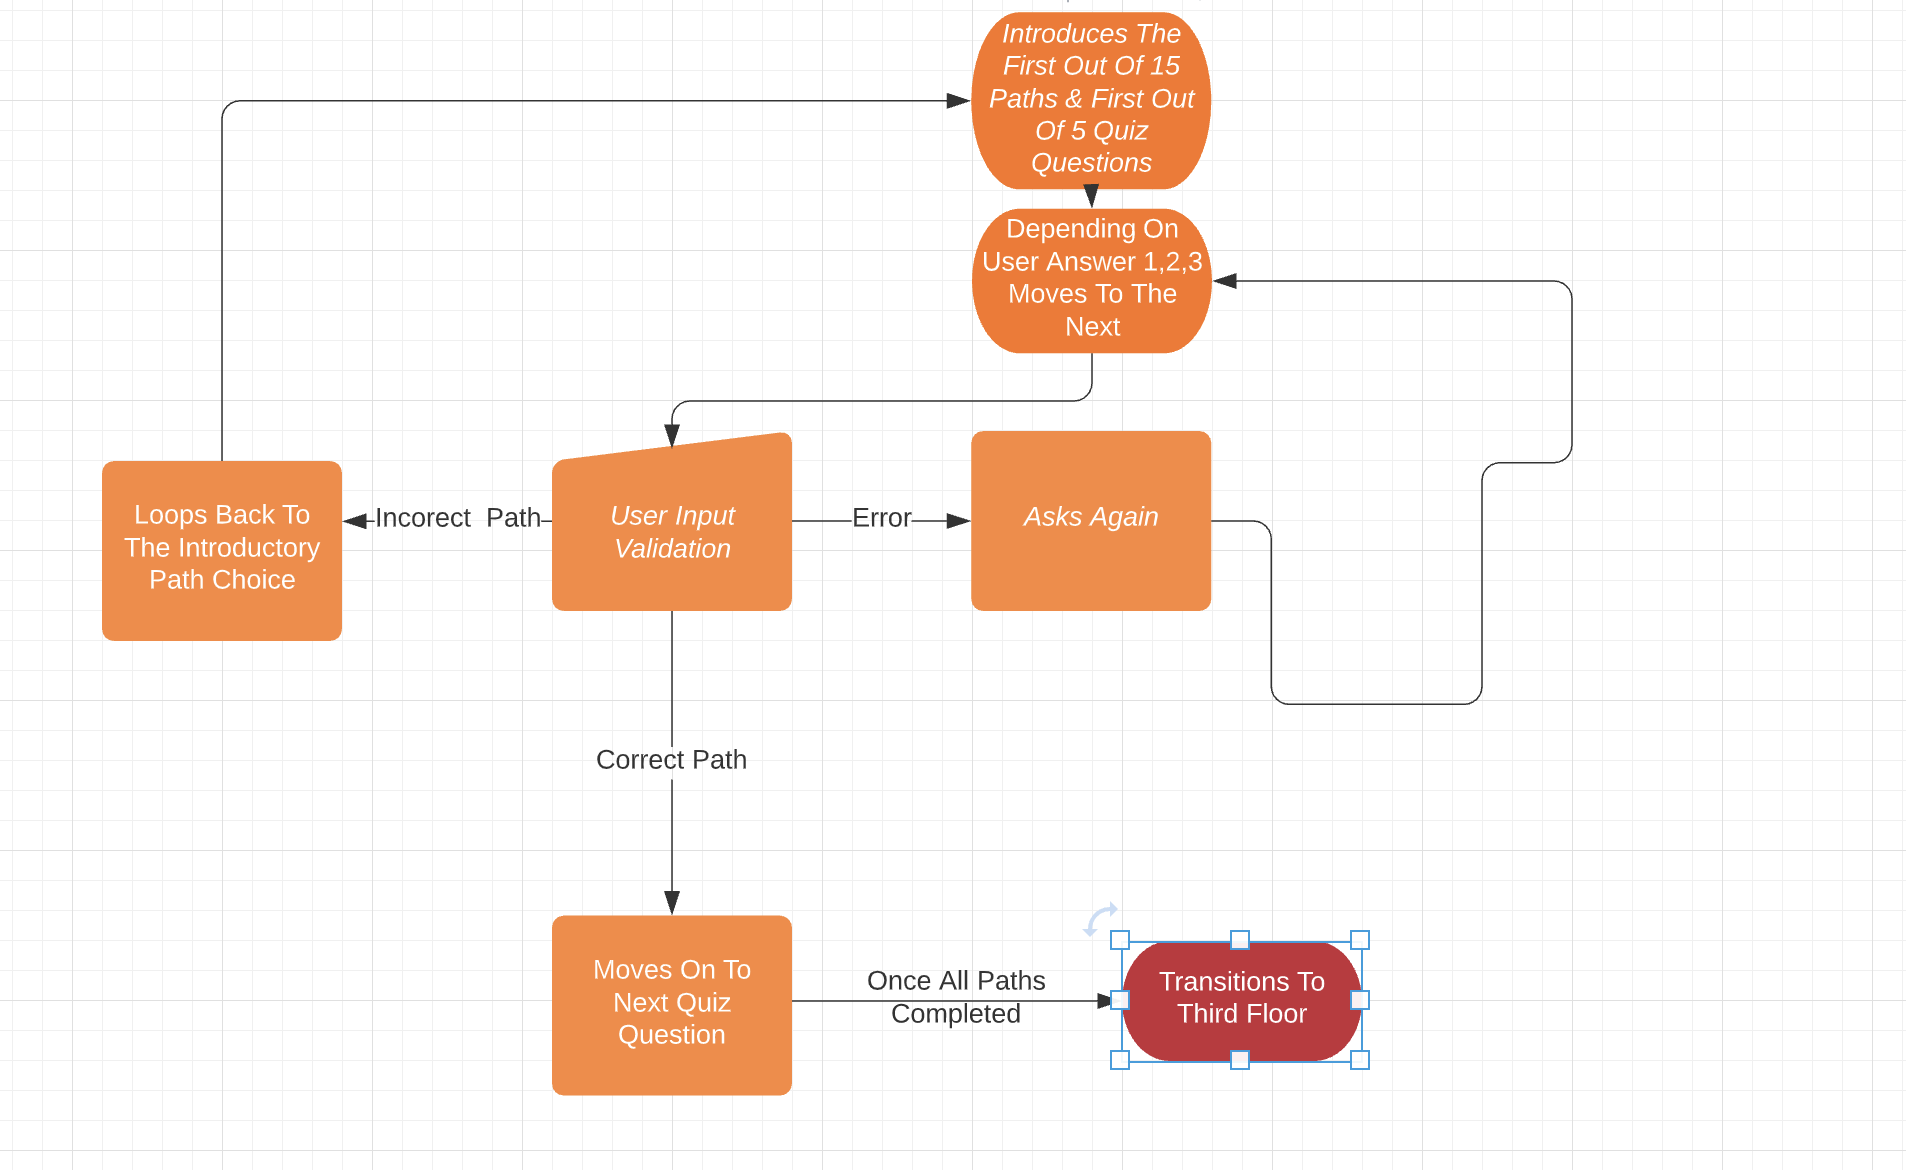 Introduces The
First Out Of 15
Paths & First Out
Of 5 Quiz
Questions
Depending On
User Answer 1,2,3
Moves To The
Next
Loops Back To
The Introductory
Path Choice
Incorect  Path
User Input
Validation
Error
Asks Again
Correct Path
Moves On To
Next Quiz
Question
Once All Paths
Completed
Transitions To
Third Floor